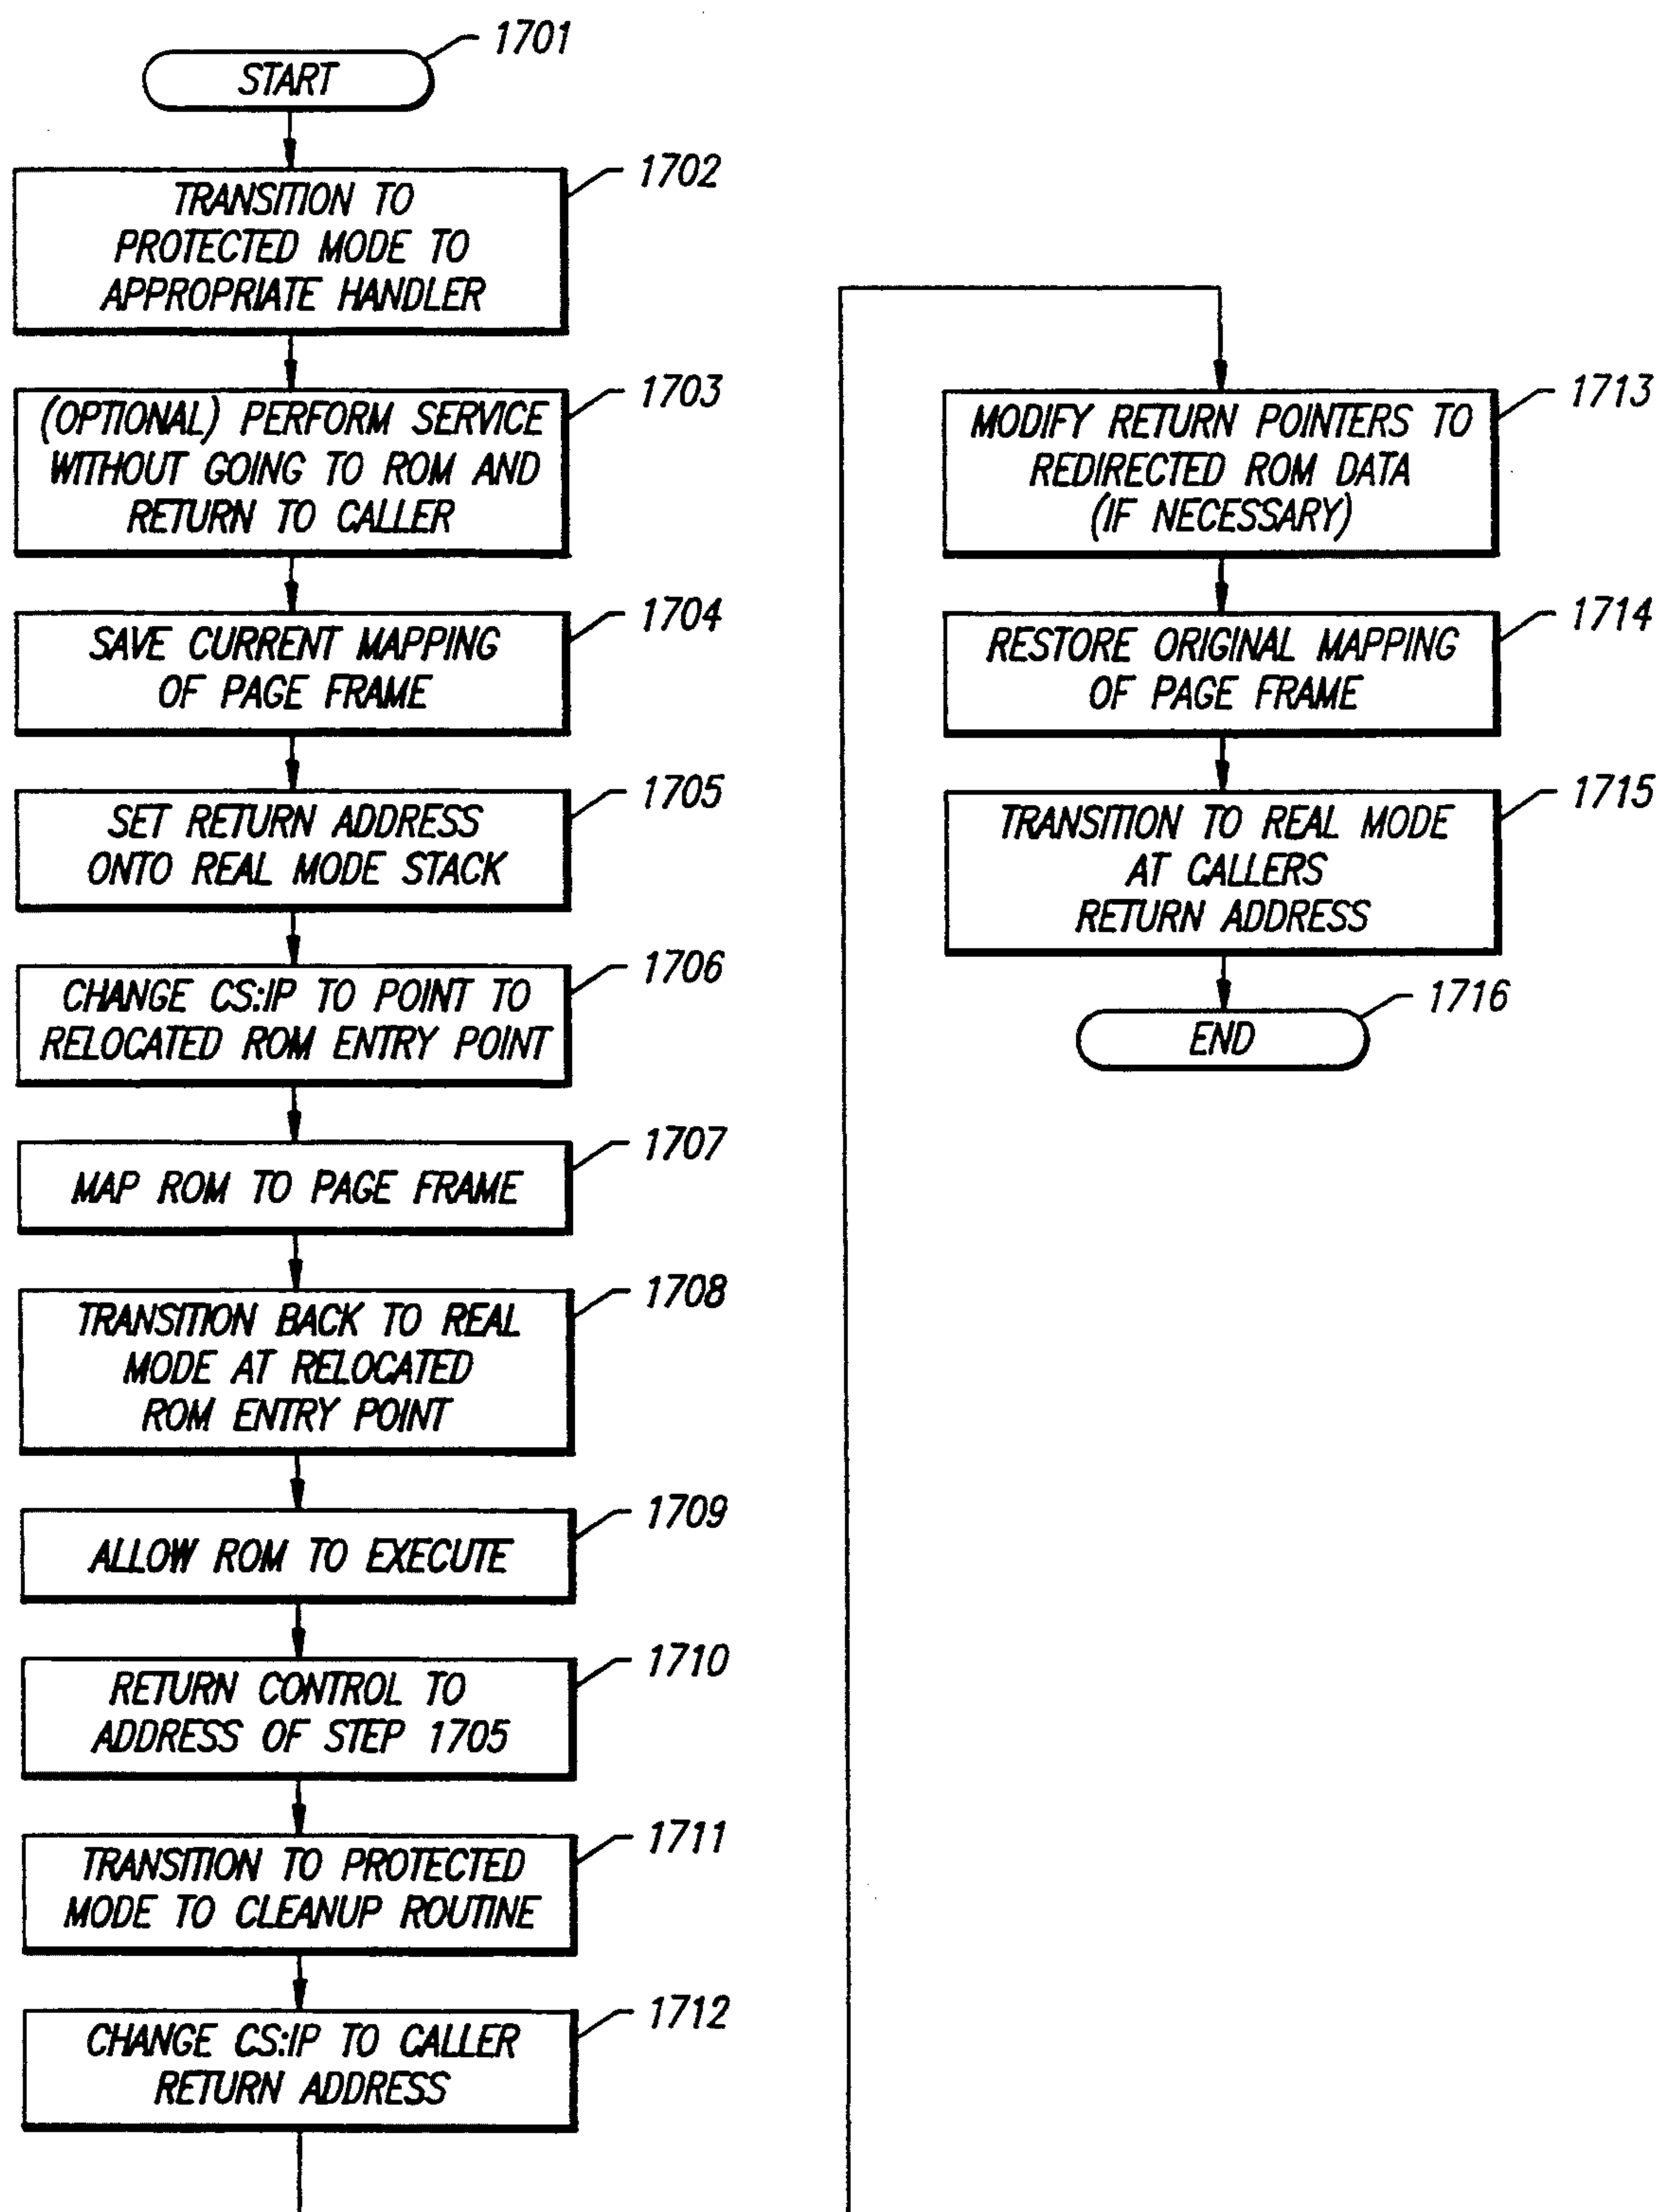 1701
START
1702
TRANSITION TO
PROTECTED MODE TO
APPROPRIATE HANDLER
1703
(OPTIONAL) PERFORM SERVICE
WITHOUT GOING TO ROM AND
RETURN TO CALLER
1704
SAVE CURRENT MAPPING
OF PAGE FRAME
1705
SET RETURN ADDRESS
ONTO REAL MODE STACK
1706
CHANGE CS:IP TO POINT TO
RELOCATED ROM ENTRY POINT
1707
MAP ROM TO PAGE FRAME
1708
TRANSITION BACK TO REAL
MODE AT RELOCATED
ROM ENTRY POINT
1709
ALLOW ROM TO EXECUTE
1710
RETURN CONTROL TO
ADDRESS OF STEP 1705
1711
TRANSITION TO PROTECTED
MODE TO CLEANUP ROUTINE
1712
CHANGE CS:IP TO CALLER
RETURN ADDRESS
1713
MODIFY RETURN POINTERS TO
REDIRECTED ROM DATA
(IF NECESSARY)
1714
RESTORE ORIGINAL MAPPING
OF PAGE FRAME
1715
TRANSITION TO REAL MODE
AT CALLERS
RETURN ADDRESS
1716
END